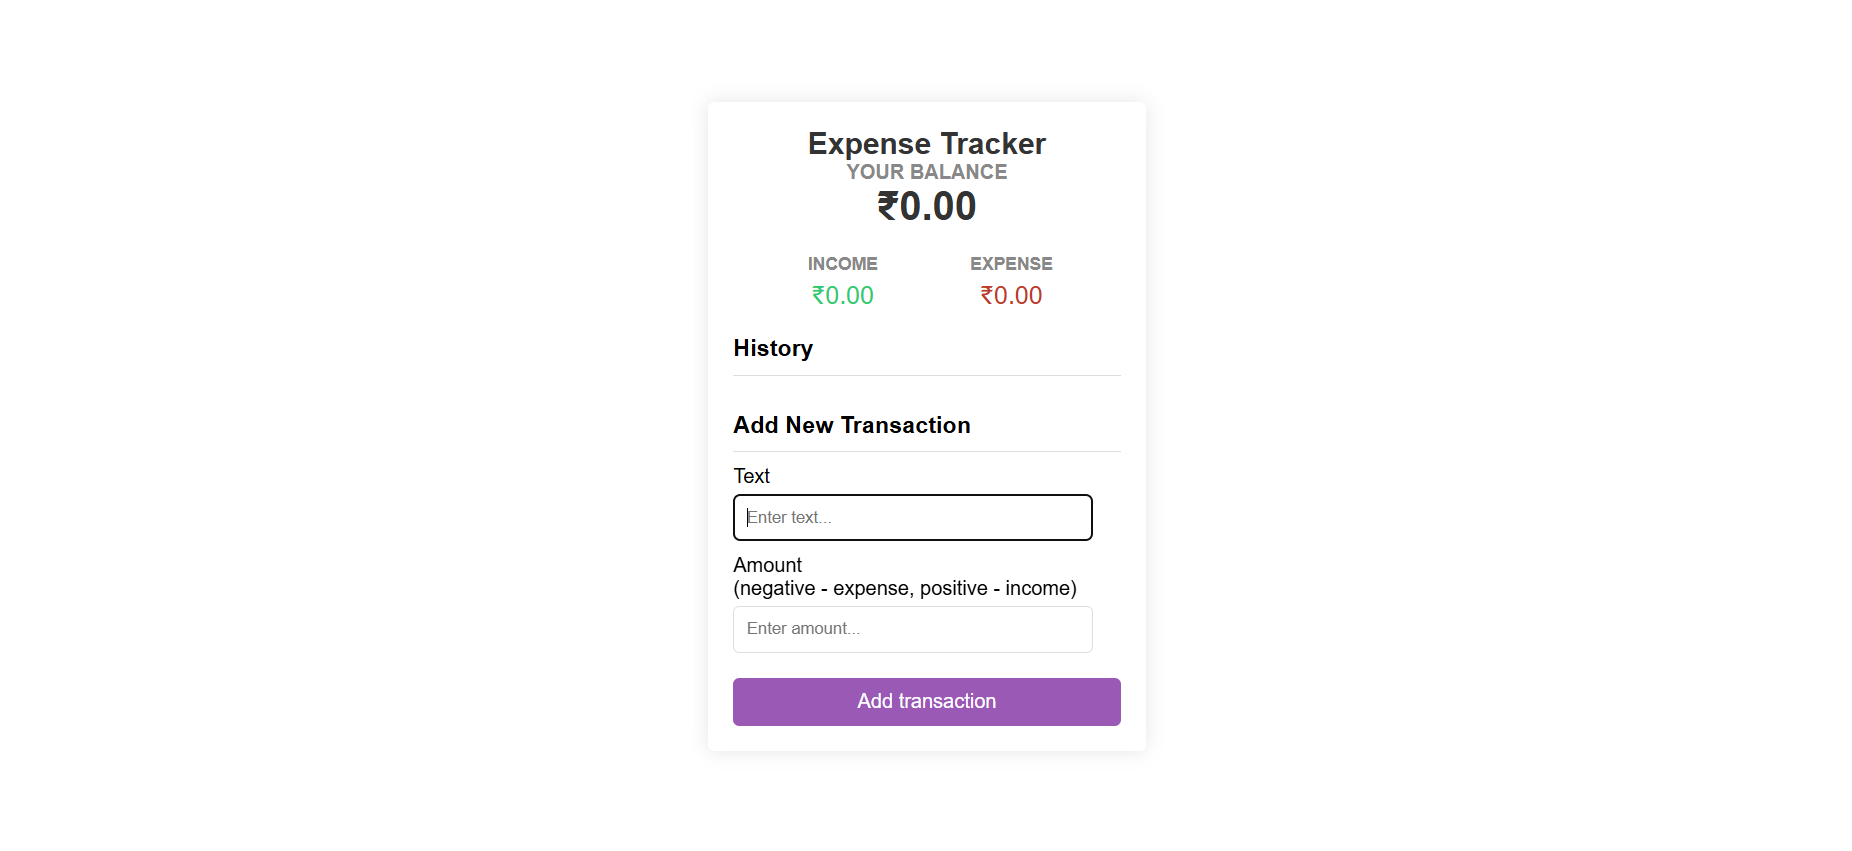 Expense Tracker
YOUR BALANCE
₹0.00
INCOME EXPENSE
₹0.00 ₹0.00
History
Add New Transaction
Text
Enter text...
Amount
(negative - expense, positive - income)
Enter amount...
Add transaction